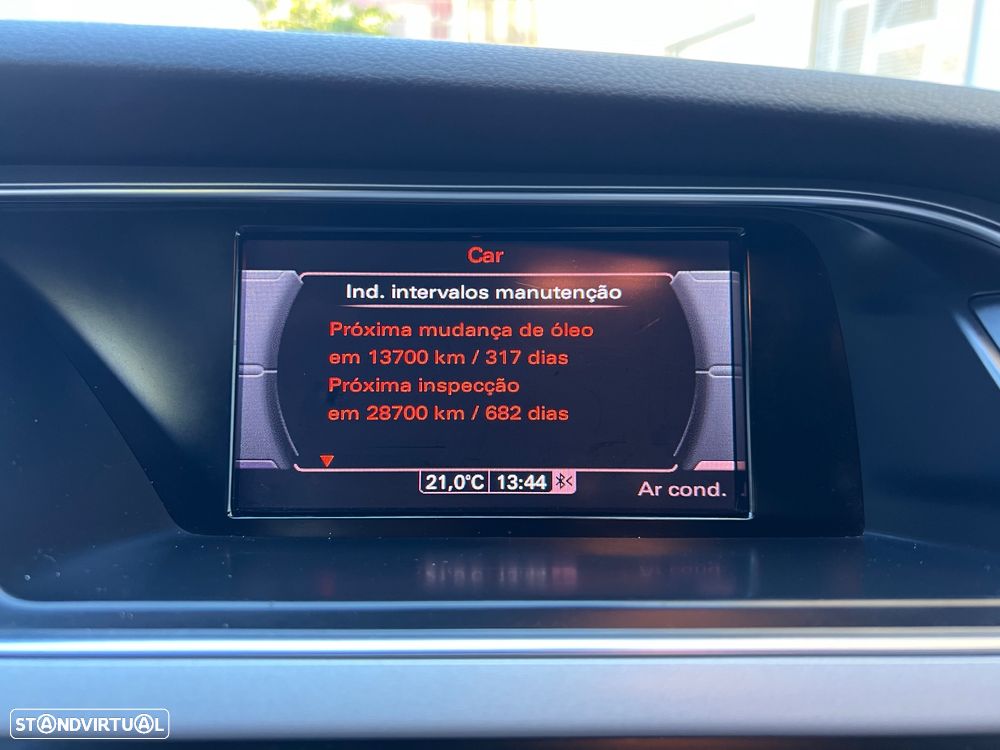 Car
Ind. intervalos manutenção
Próxima mudança de óleo
em 13700 km / 317 dias
Próxima inspecção
em 28700 km / 682 dias
21,0°C 13:44
Ar cond.
STANDVIRTUAL